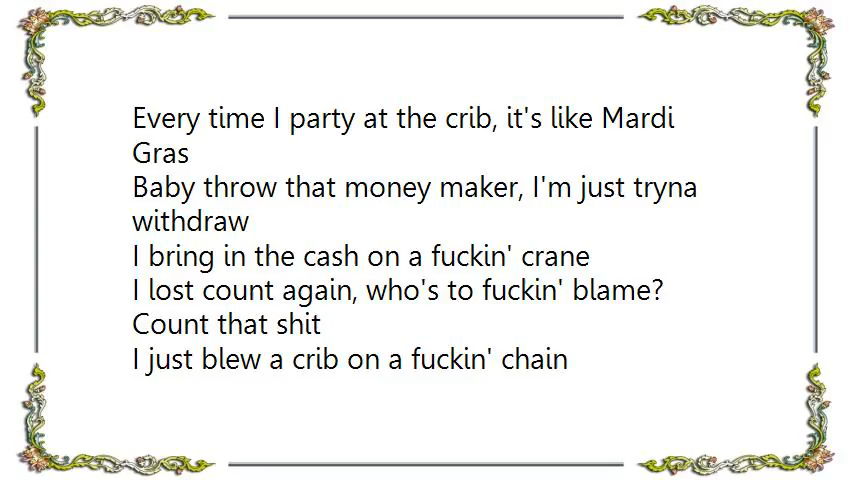 Every time I party at the crib, it's like Mardi
Gras
Baby throw that money maker, I'm just tryna
withdraw
I bring in the cash on a fuckin' crane
I lost count again, who's to fuckin' blame?
Count that shit
I just blew a crib on a fuckin' chain